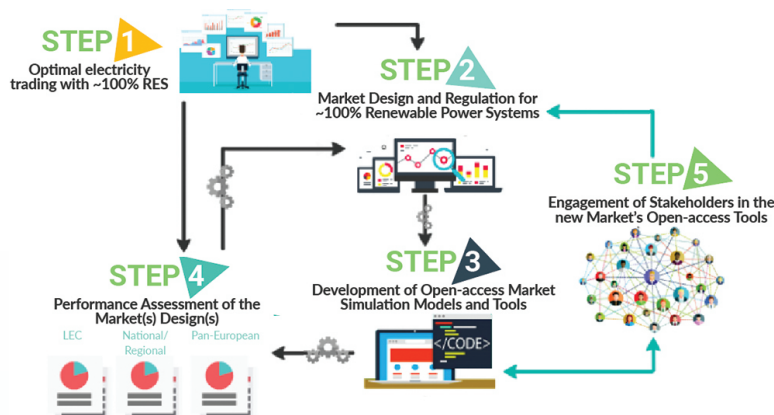 STEP 1
Optimal electricity
trading with ~100% RES
STEP 2
Market Design and Regulation for
~100% Renewable Power Systems
STEP 5
Engagement of Stakeholders in the
new Market's Open-access Tools
STEP 4
Performance Assessment of the
Market(s) Design(s)
LEC
National/
Regional
Pan-European
STEP 3
Development of Open-access Market
Simulation Models and Tools
</CODE>